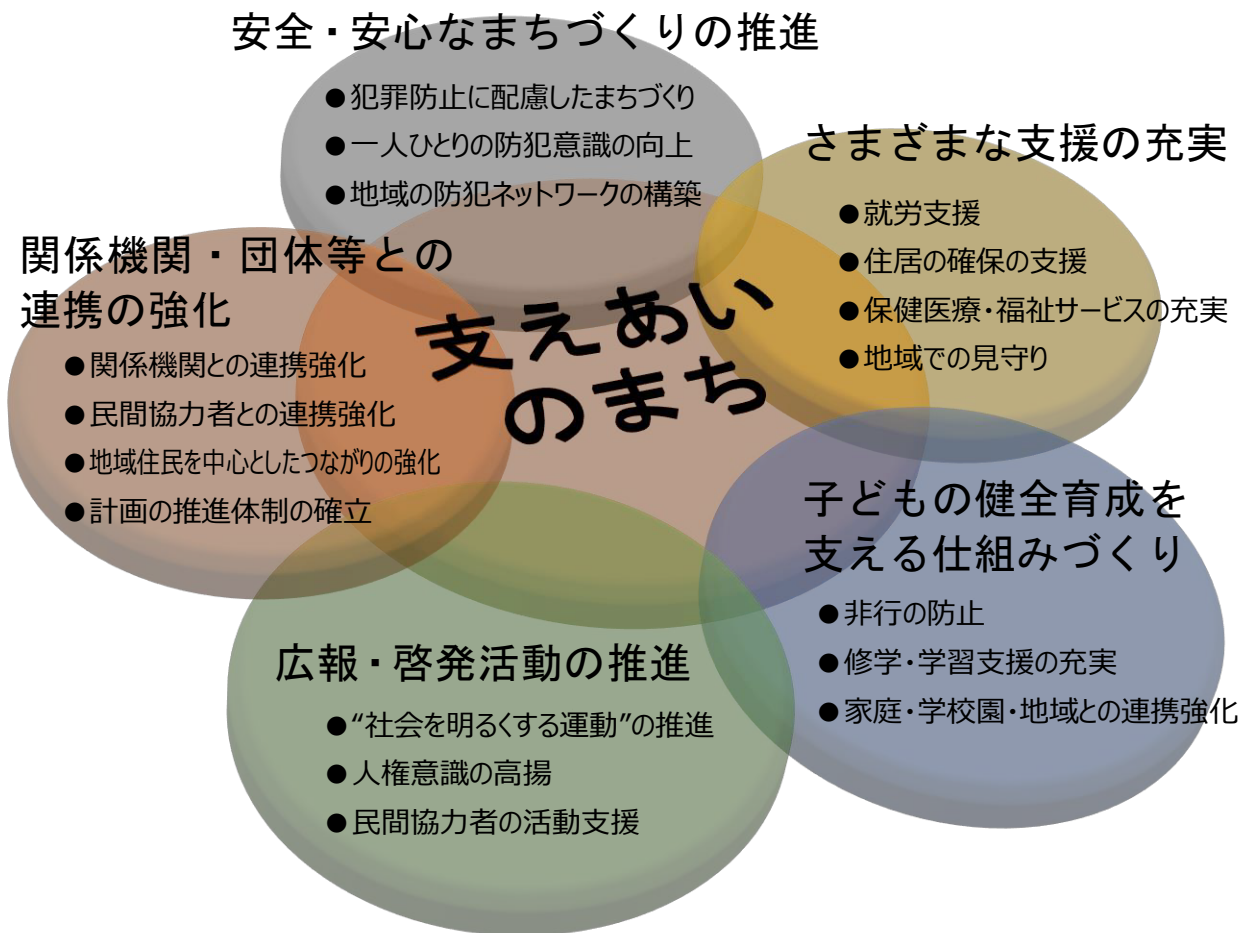 安全・安心なまちづくりの推進
●犯罪防止に配慮したまちづくり
●一人ひとりの防犯意識の向上
●地域の防犯ネットワークの構築
さまざまな支援の充実
●就労支援
●住居の確保の支援
●保健医療・福祉サービスの充実
●地域での見守り
関係機関・団体等との
連携の強化
●関係機関との連携強化
●民間協力者との連携強化
●地域住民を中心としたつながりの強化
●計画の推進体制の確立
支えあい
のまち
子どもの健全育成を
支える仕組みづくり
●非行の防止
●修学・学習支援の充実
●家庭・学校園・地域との連携強化
広報・啓発活動の推進
●“社会を明るくする運動”の推進
●人権意識の高揚
●民間協力者の活動支援